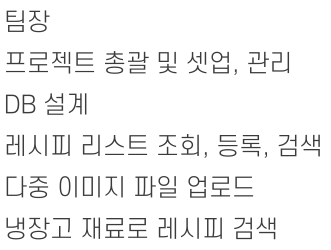 팀장
프로젝트 총괄 및 셋업, 관리
DB 설계
레시피 리스트 조회, 등록, 검색
다중 이미지 파일 업로드
냉장고 재료로 레시피 검색